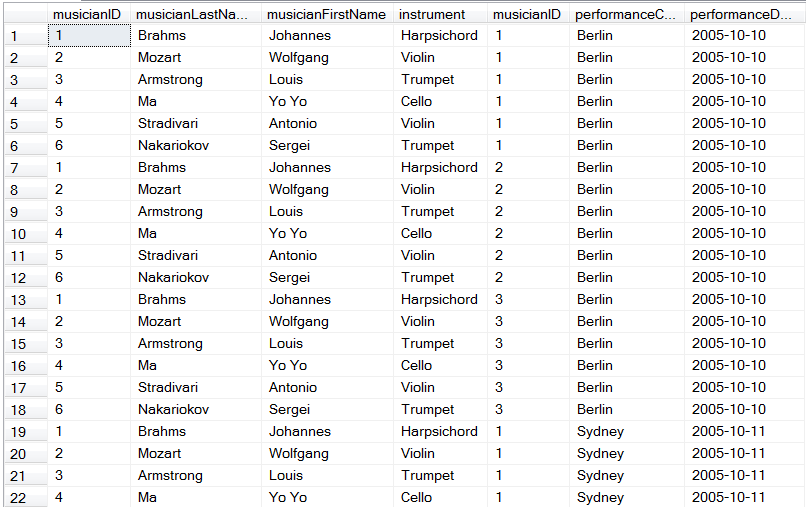 musicianID musicianLastNa... musicianFirstName instrument musicianID performanceC... performanceD...
1 1 Brahms Johannes Harpsichord 1 Berlin 2005-10-10
2 2 Mozart Wolfgang Violin 1 Berlin 2005-10-10
3 3 Armstrong Louis Trumpet 1 Berlin 2005-10-10
4 4 Ma Yo Yo Cello 1 Berlin 2005-10-10
5 5 Stradivari Antonio Violin 1 Berlin 2005-10-10
6 6 Nakariokov Sergei Trumpet 1 Berlin 2005-10-10
7 1 Brahms Johannes Harpsichord 2 Berlin 2005-10-10
8 2 Mozart Wolfgang Violin 2 Berlin 2005-10-10
9 3 Armstrong Louis Trumpet 2 Berlin 2005-10-10
10 4 Ma Yo Yo Cello 2 Berlin 2005-10-10
11 5 Stradivari Antonio Violin 2 Berlin 2005-10-10
12 6 Nakariokov Sergei Trumpet 2 Berlin 2005-10-10
13 1 Brahms Johannes Harpsichord 3 Berlin 2005-10-10
14 2 Mozart Wolfgang Violin 3 Berlin 2005-10-10
15 3 Armstrong Louis Trumpet 3 Berlin 2005-10-10
16 4 Ma Yo Yo Cello 3 Berlin 2005-10-10
17 5 Stradivari Antonio Violin 3 Berlin 2005-10-10
18 6 Nakariokov Sergei Trumpet 3 Berlin 2005-10-10
19 1 Brahms Johannes Harpsichord 1 Sydney 2005-10-11
20 2 Mozart Wolfgang Violin 1 Sydney 2005-10-11
21 3 Armstrong Louis Trumpet 1 Sydney 2005-10-11
22 4 Ma Yo Yo Cello 1 Sydney 2005-10-11